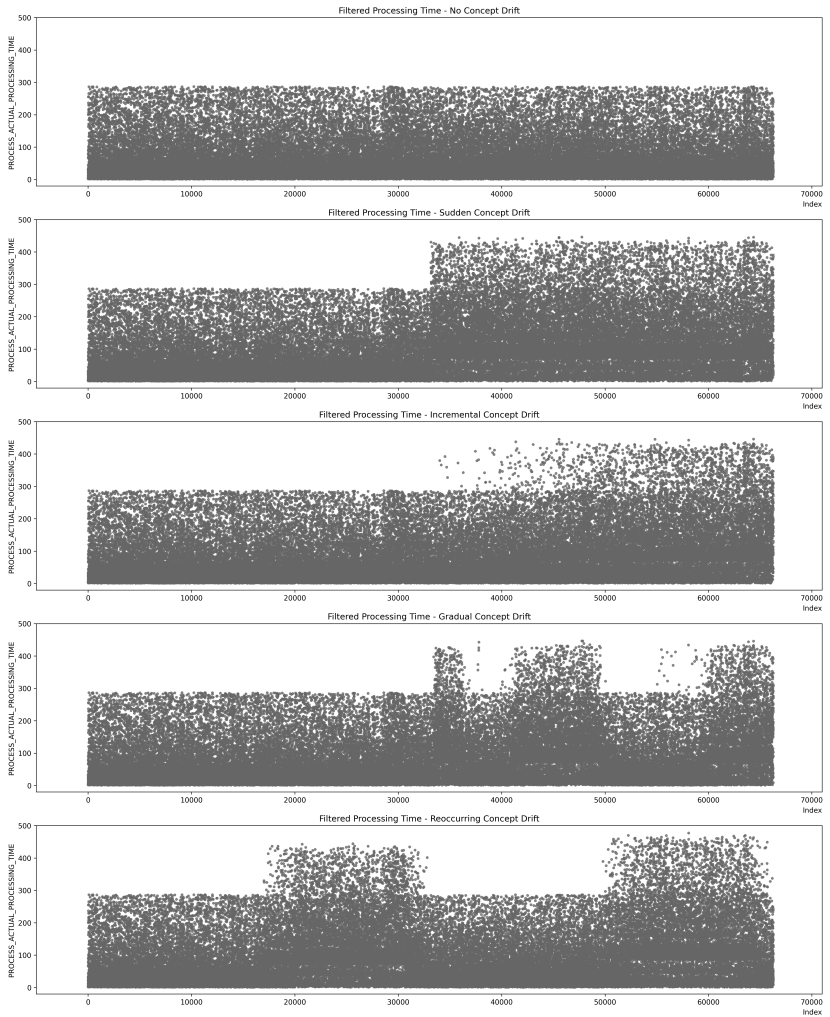 Filtered Processing Time - No Concept Drift
PROCESS_ACTUAL_PROCESSING_TIME
500
400
300
200
100
0
0 10000 20000 30000 40000 50000 60000 70000
Index
Filtered Processing Time - Sudden Concept Drift
PROCESS_ACTUAL_PROCESSING_TIME
500
400
300
200
100
0
0 10000 20000 30000 40000 50000 60000 70000
Index
Filtered Processing Time - Incremental Concept Drift
PROCESS_ACTUAL_PROCESSING_TIME
500
400
300
200
100
0
0 10000 20000 30000 40000 50000 60000 70000
Index
Filtered Processing Time - Gradual Concept Drift
PROCESS_ACTUAL_PROCESSING_TIME
500
400
300
200
100
0
0 10000 20000 30000 40000 50000 60000 70000
Index
Filtered Processing Time - Reoccurring Concept Drift
PROCESS_ACTUAL_PROCESSING_TIME
500
400
300
200
100
0
0 10000 20000 30000 40000 50000 60000 70000
Index